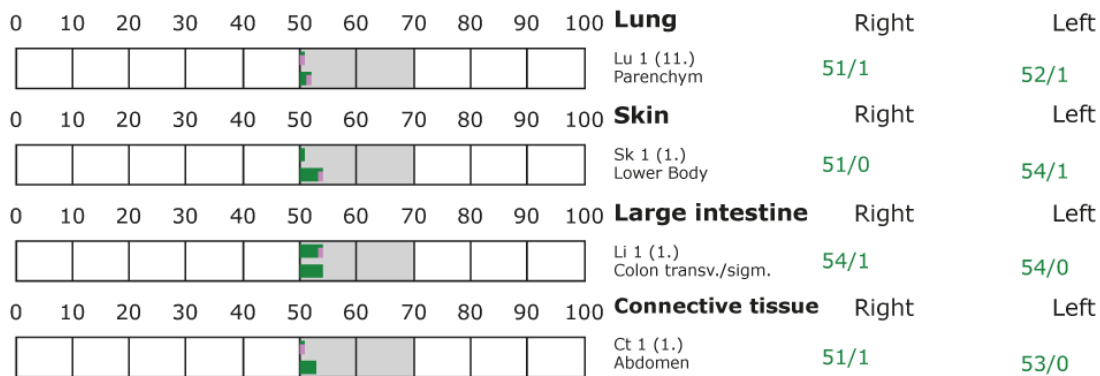 0 10 20 30 40 50 60 70 80 90 100 Lung Right Left
Lu 1 (11.)
Parenchym 51/1 52/1
0 10 20 30 40 50 60 70 80 90 100 Skin Right Left
Sk 1 (1.)
Lower Body 51/0 54/1
0 10 20 30 40 50 60 70 80 90 100 Large intestine Right Left
Li 1 (1.)
Colon transv./sigm. 54/1 54/0
0 10 20 30 40 50 60 70 80 90 100 Connective tissue Right Left
Ct 1 (1.)
Abdomen 51/1 53/0